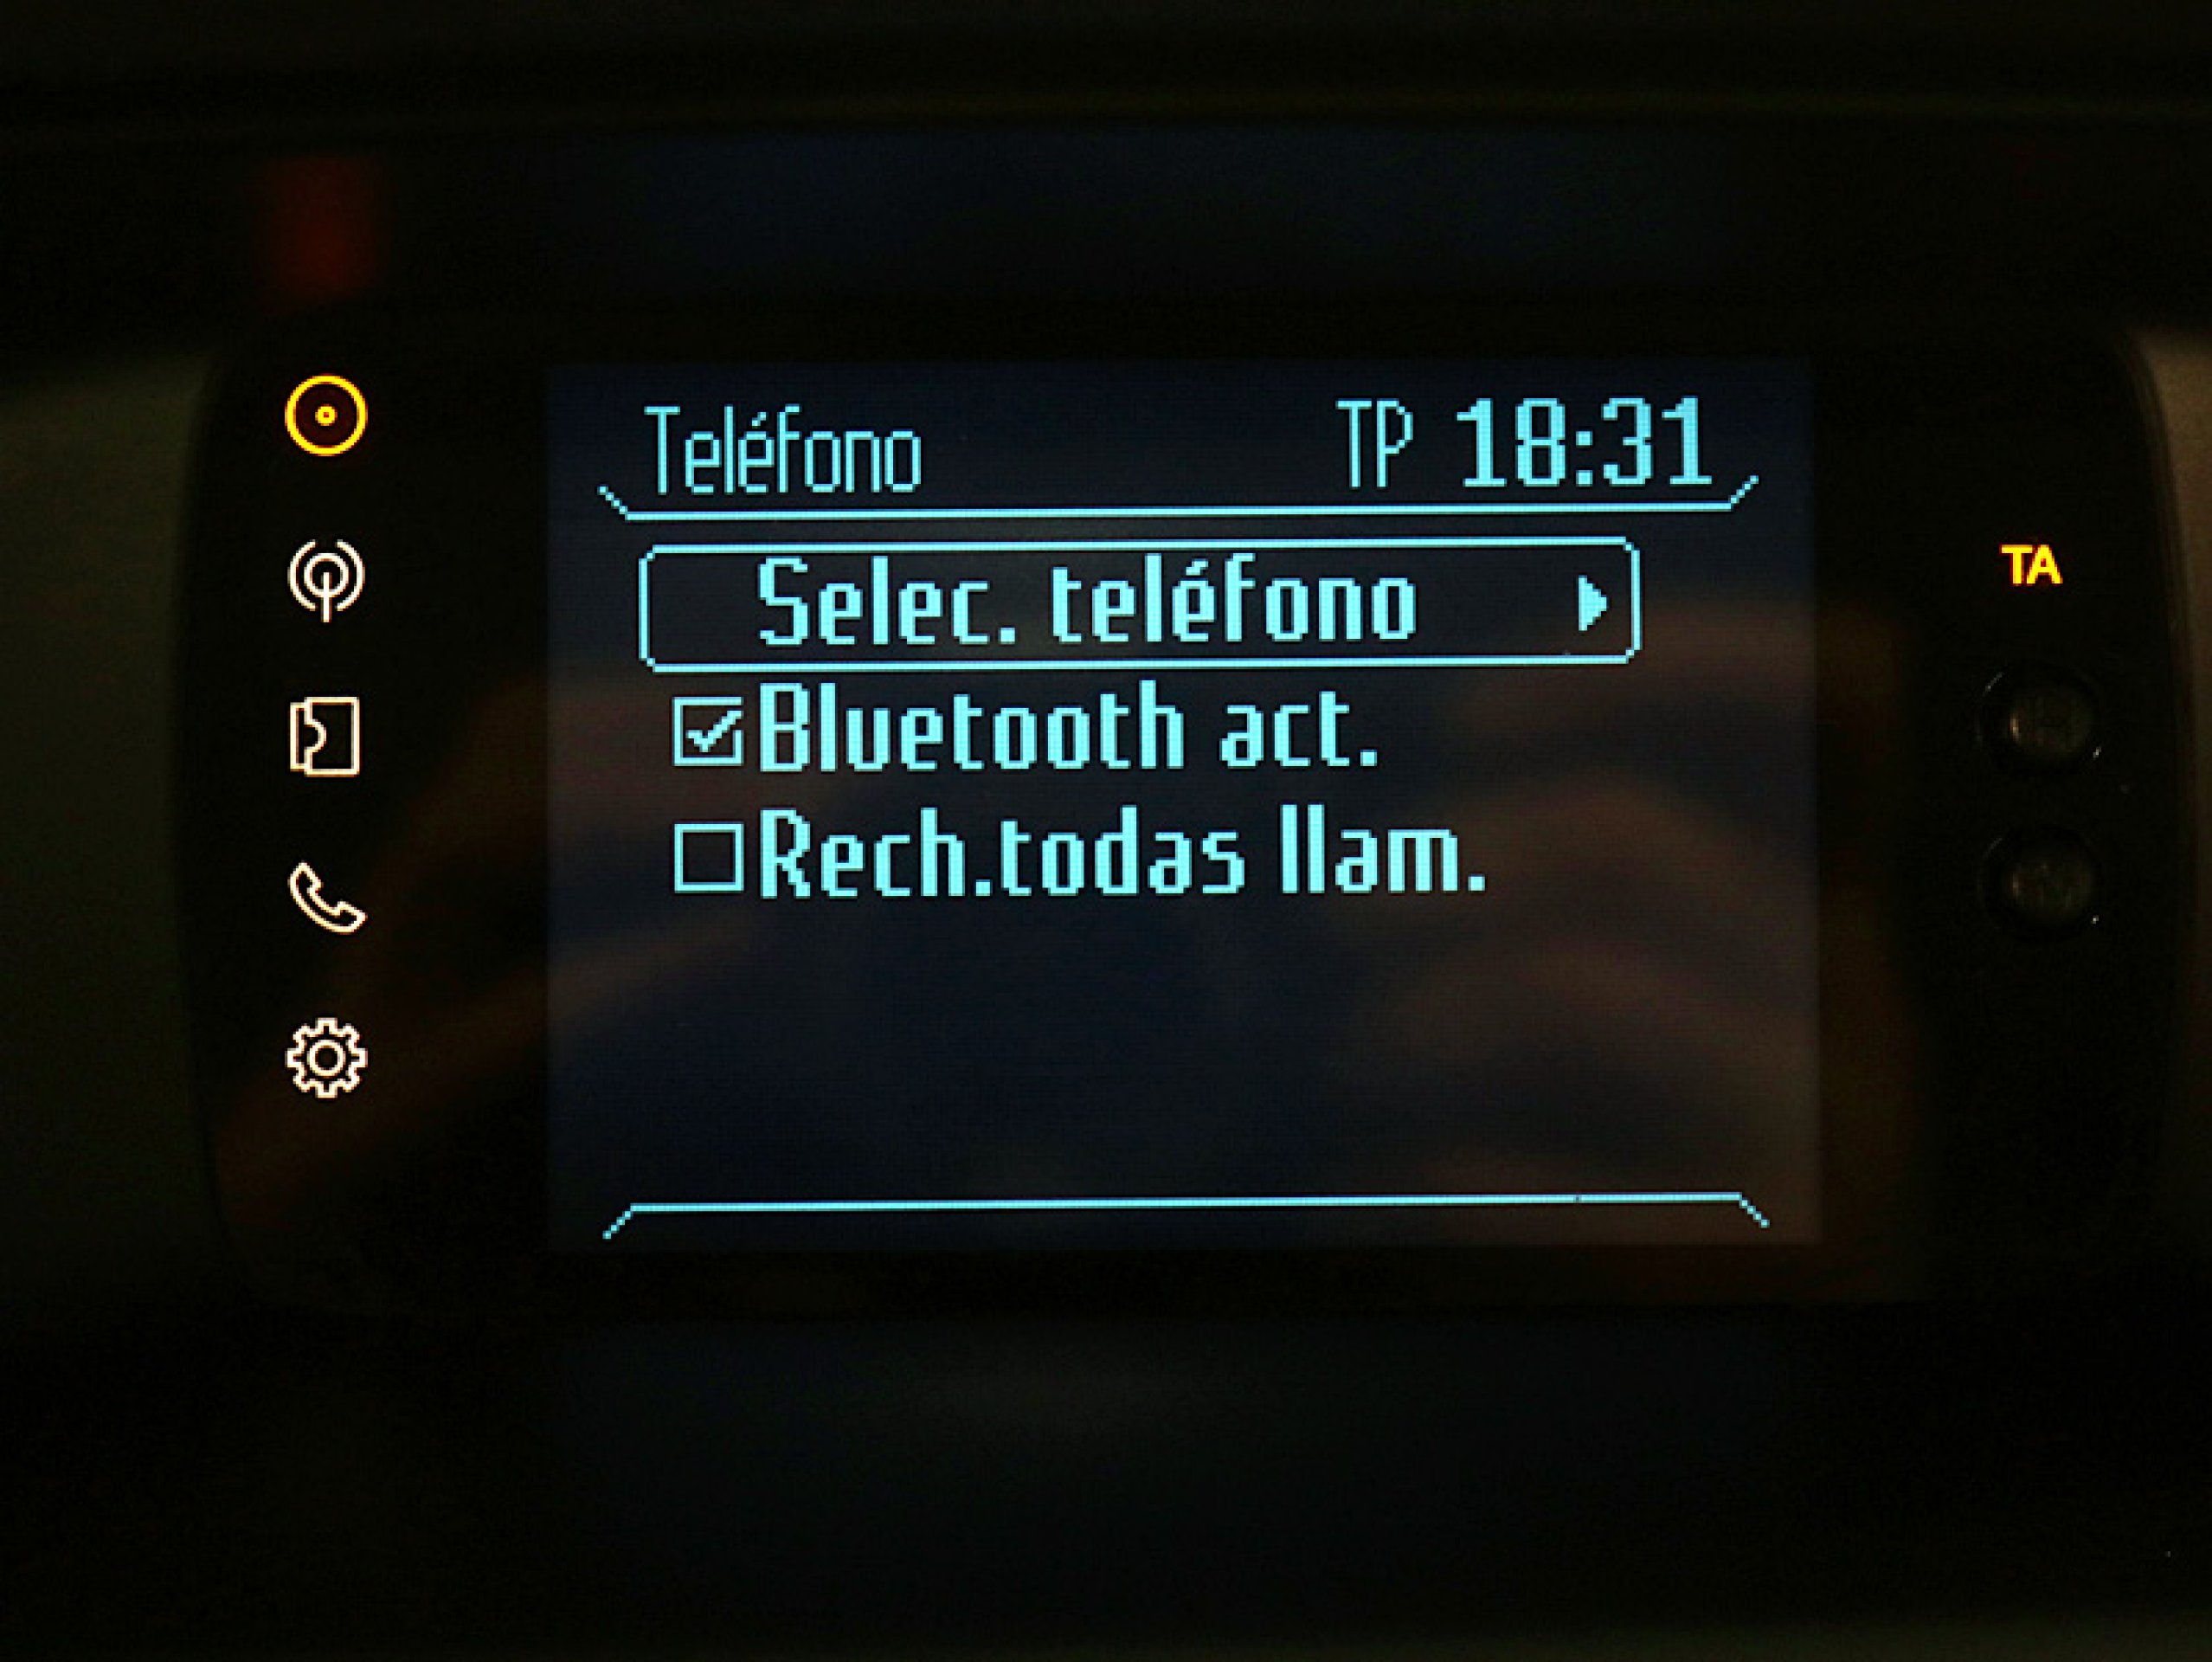 Teléfono TP 18:31
TA
Selec. teléfono
Bluetooth act.
Rech.todas llam.